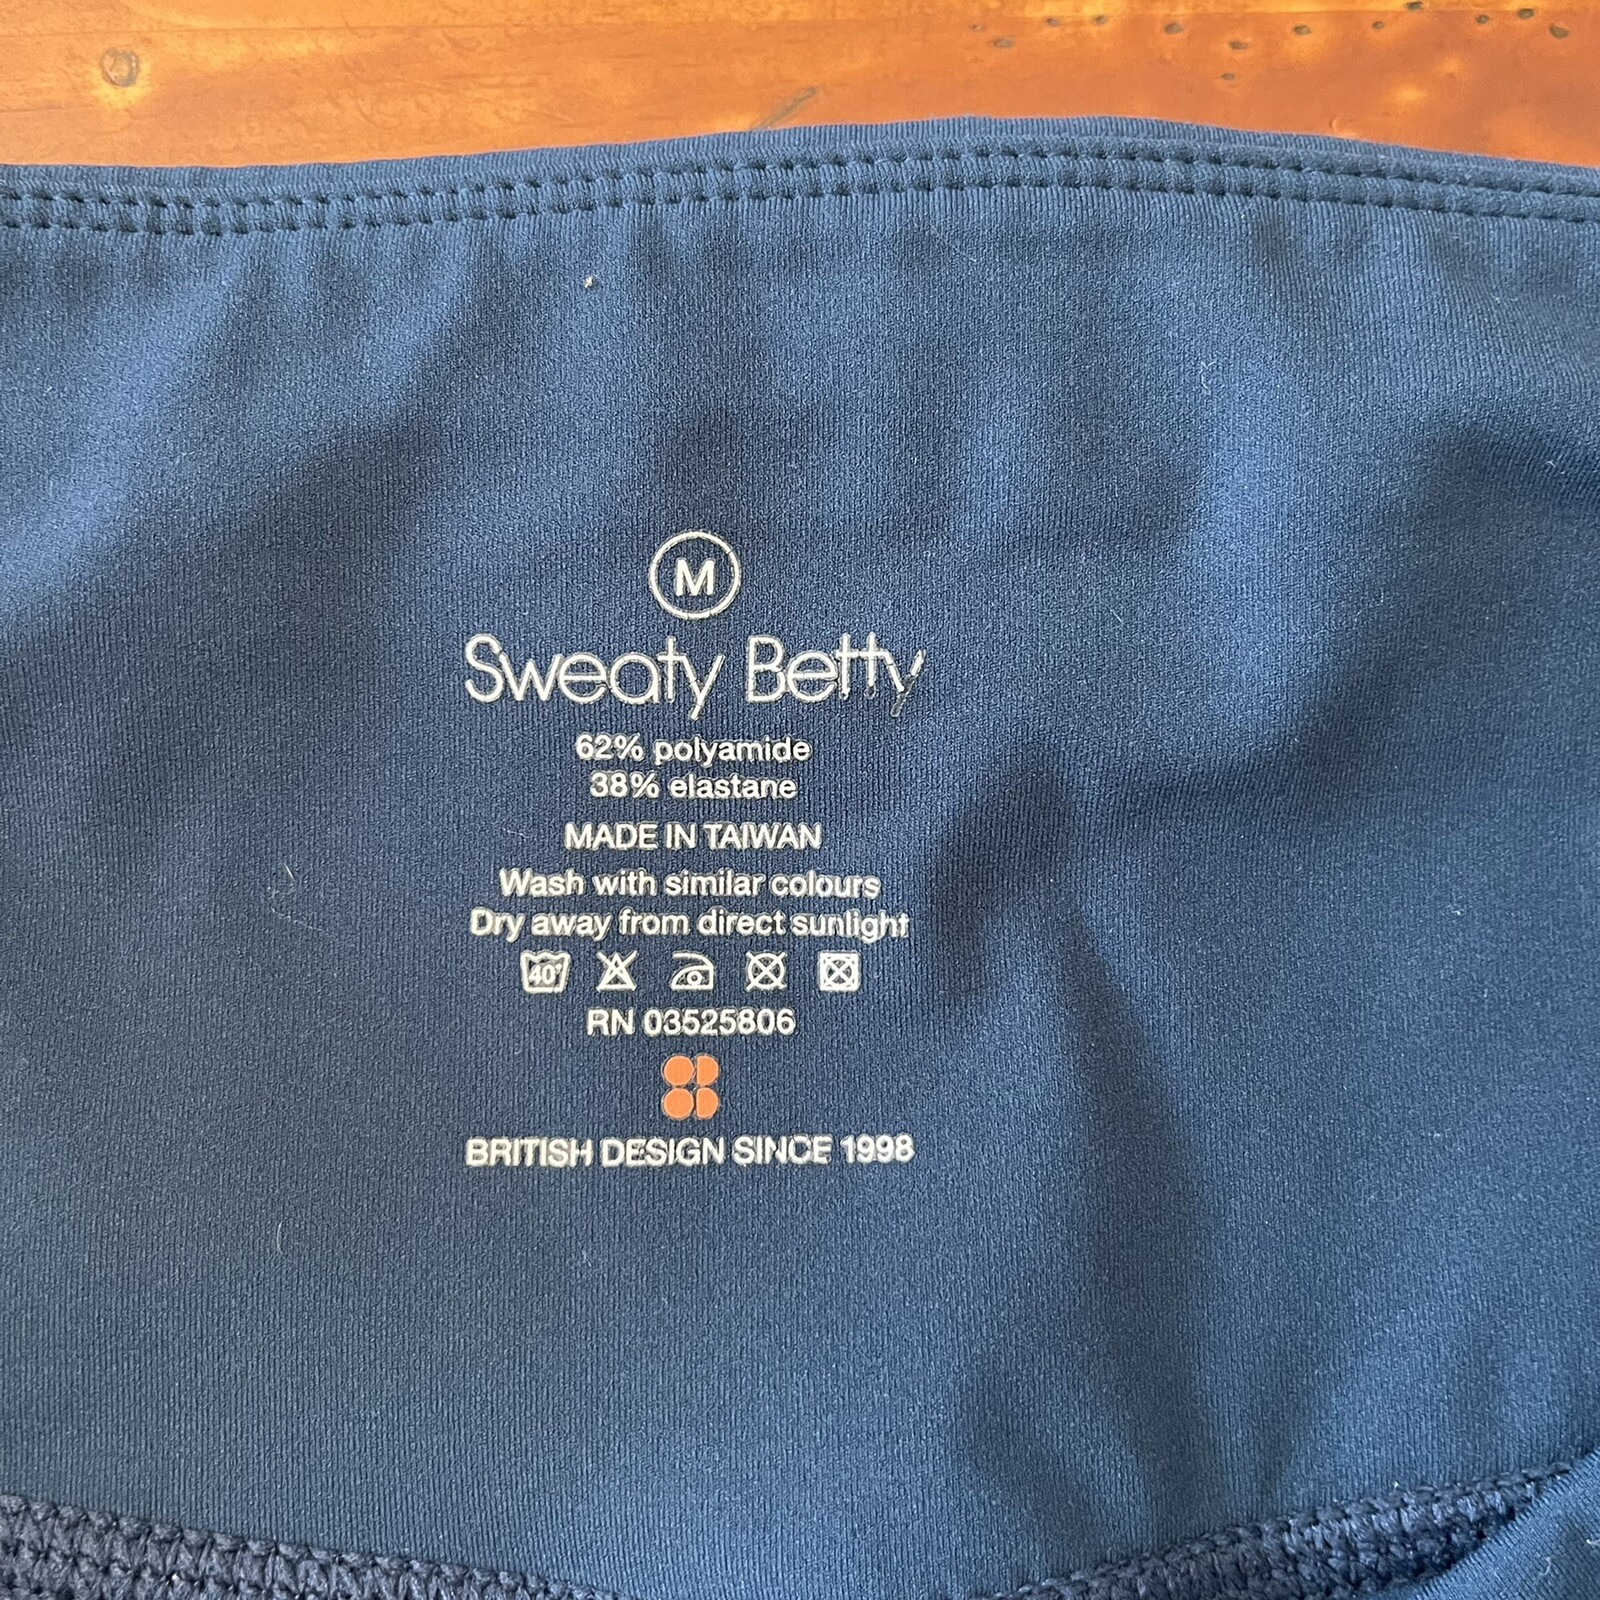 M
Sweaty Betty
62% polyamide
38% elastane
MADE IN TAIWAN
Wash with similar colours
Dry away from direct sunlight
40°
RN 03525806
BRITISH DESIGN SINCE 1998